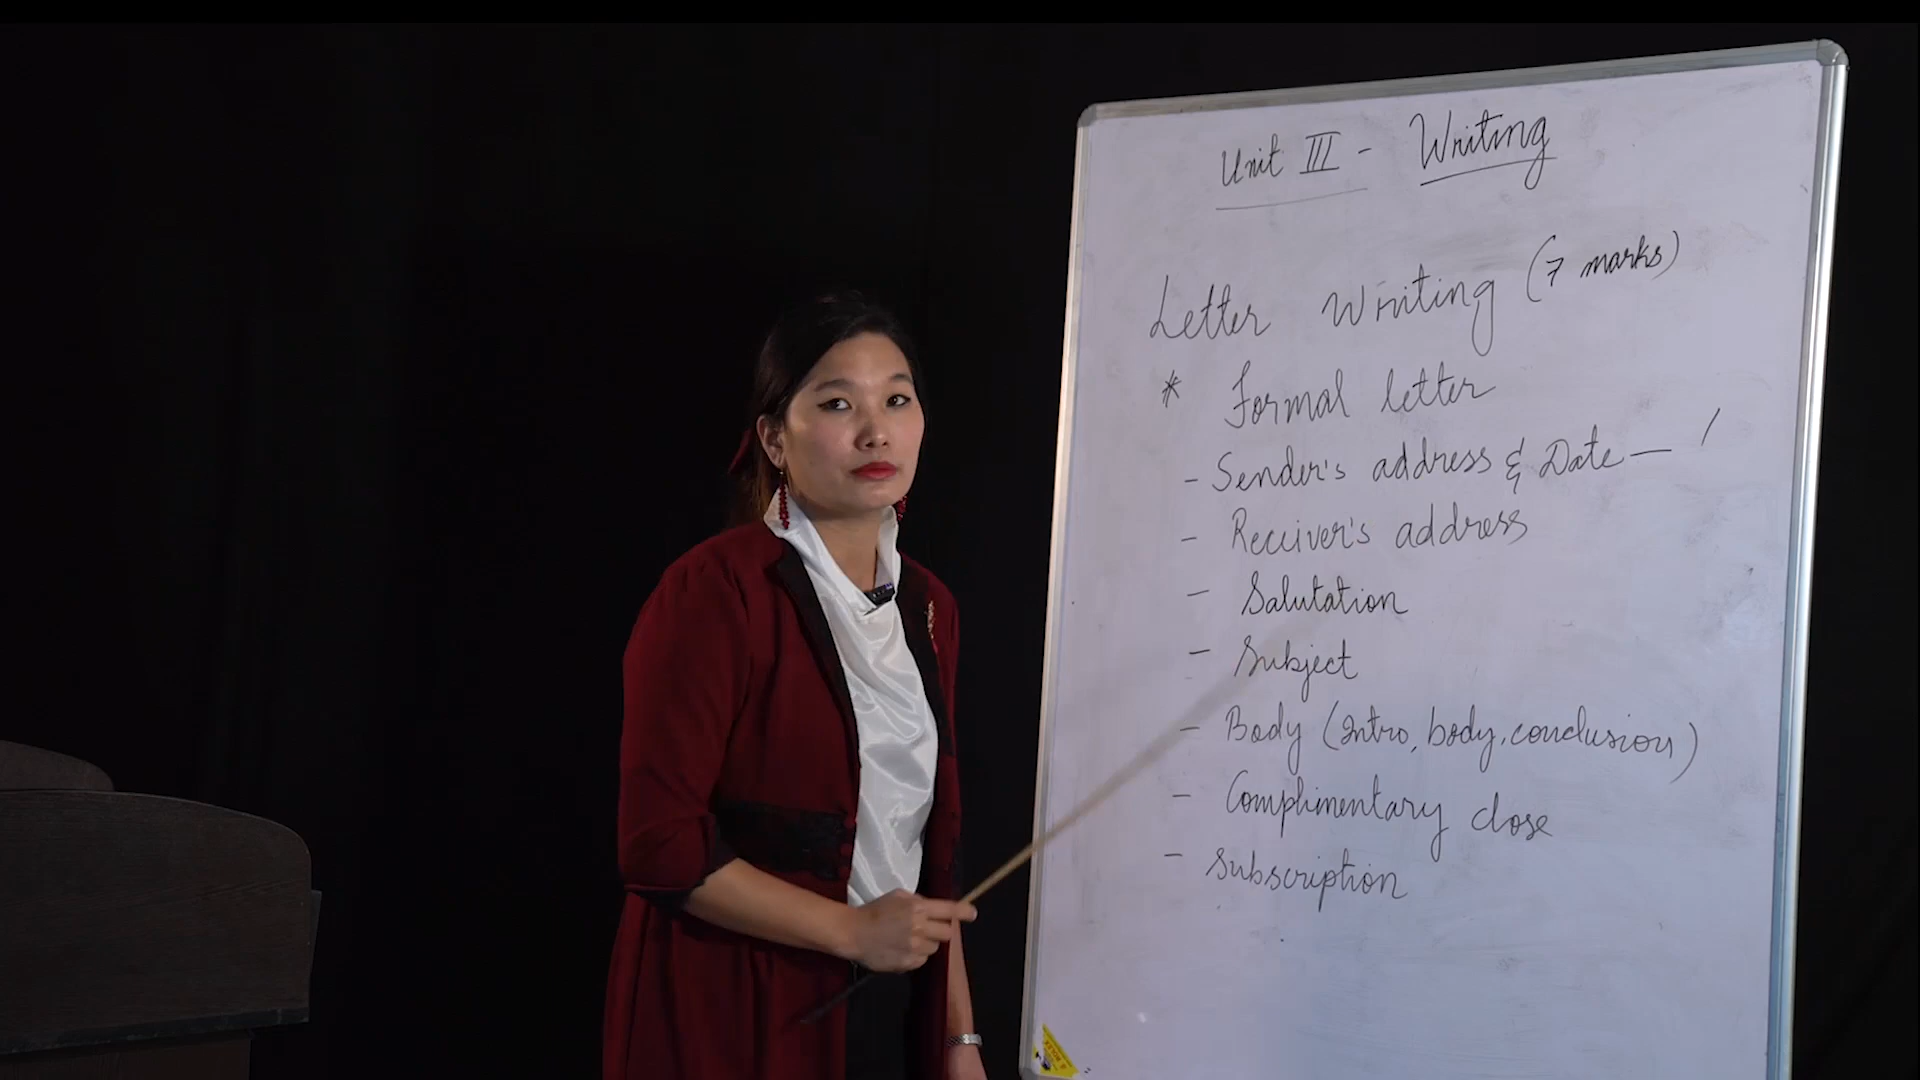 Unit III - Writing
Letter Writing (7 marks)
* Formal letter
- Sender's address & Date — /
- Receiver's address
- Salutation
- Subject
- Body (Intro, body, conclusion)
- Complimentary close
- Subscription